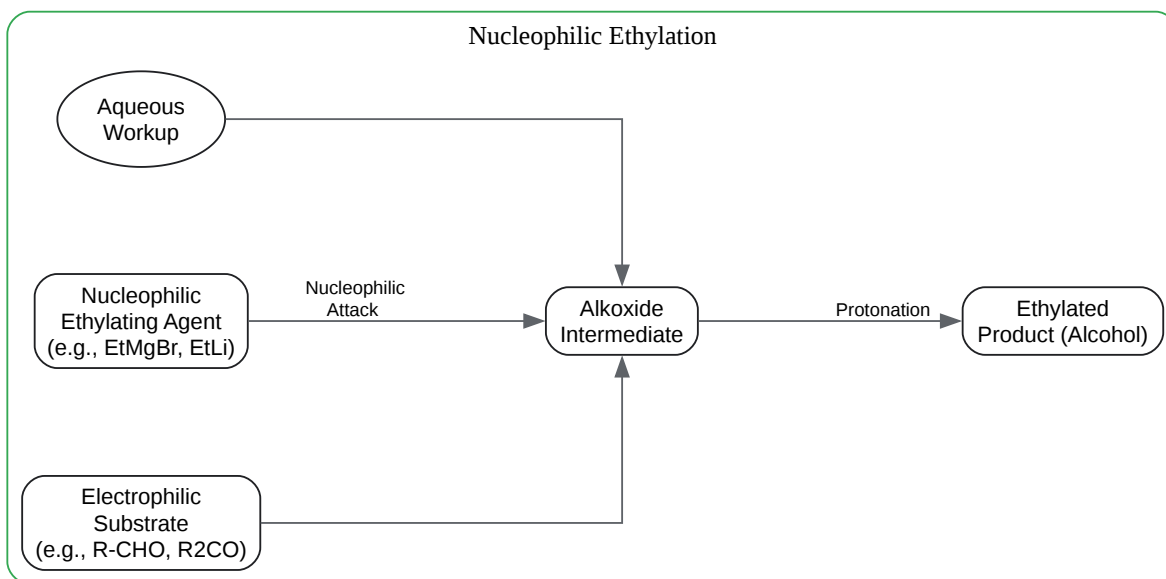 Nucleophilic Ethylation
Aqueous
Workup
Nucleophilic
Ethylating Agent
(e.g., EtMgBr, EtLi)
Nucleophilic
Attack
Alkoxide
Intermediate
Protonation
Ethylated
Product (Alcohol)
Electrophilic
Substrate
(e.g., R-CHO, R2CO)